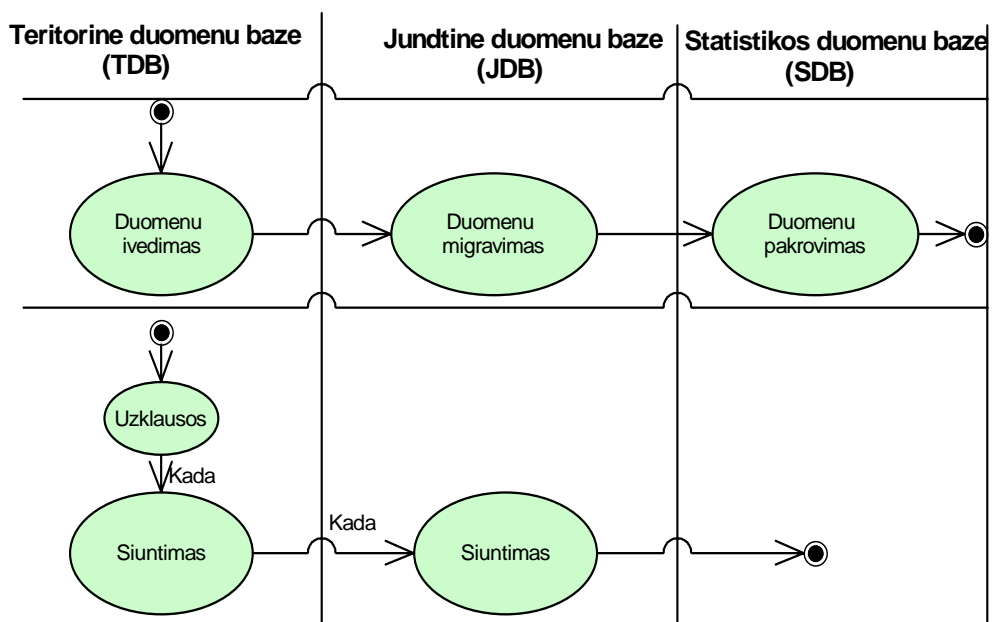 Teritorine duomenu baze
(TDB)
Jundtine duomenu baze
(JDB)
Statistikos duomenu baze
(SDB)
Duomenu
ivedimas
Duomenu
migravimas
Duomenu
pakrovimas
Uzklausos
Kada
Siuntimas
Kada
Siuntimas